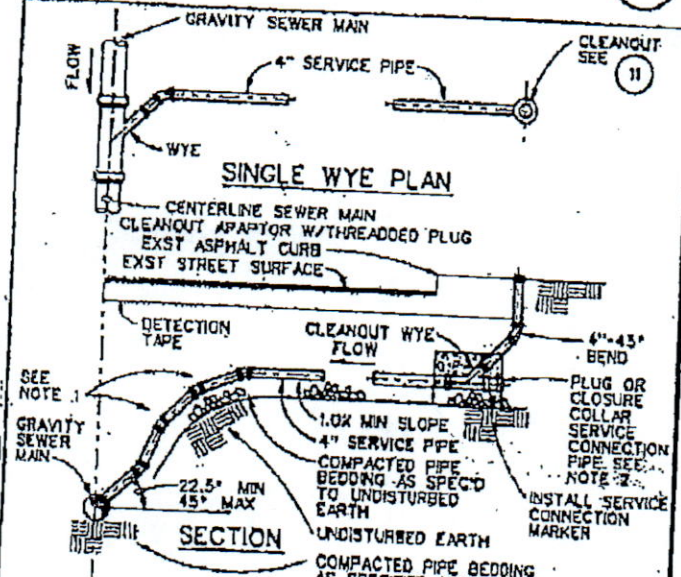 GRAVITY SEWER MAIN
FLOW
4" SERVICE PIPE
CLEANOUT
SEE 11
WYE
SINGLE WYE PLAN
CENTERLINE SEWER MAIN
CLEANOUT ARAPTOR W/THREADDED PLUG
EXST ASPHALT CURB
EXST STREET SURFACE
DETECTION
TAPE
CLEANOUT WYE
FLOW
4"-45°
BEND
SEE
NOTE 1
GRAVITY
SEWER
MAIN
1.0% MIN SLOPE
4" SERVICE PIPE
COMPACTED PIPE
BEDDING AS SPEC'D
TO UNDISTURBED
EARTH
PLUG OR
CLOSURE
COLLAR
SERVICE
CONNECTION
PIPE SEE
NOTE 2
22.5° MIN
45° MAX
INSTALL SERVICE
CONNECTION
MARKER
SECTION
UNDISTURBED EARTH
COMPACTED PIPE BEDDING